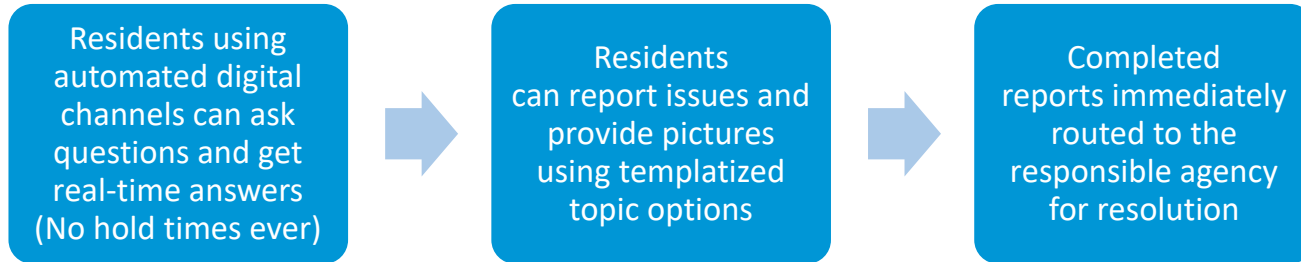 Residents using
automated digital
channels can ask
questions and get
real-time answers
(No hold times ever)
Residents
can report issues and
provide pictures
using templatized
topic options
Completed
reports immediately
routed to the
responsible agency
for resolution